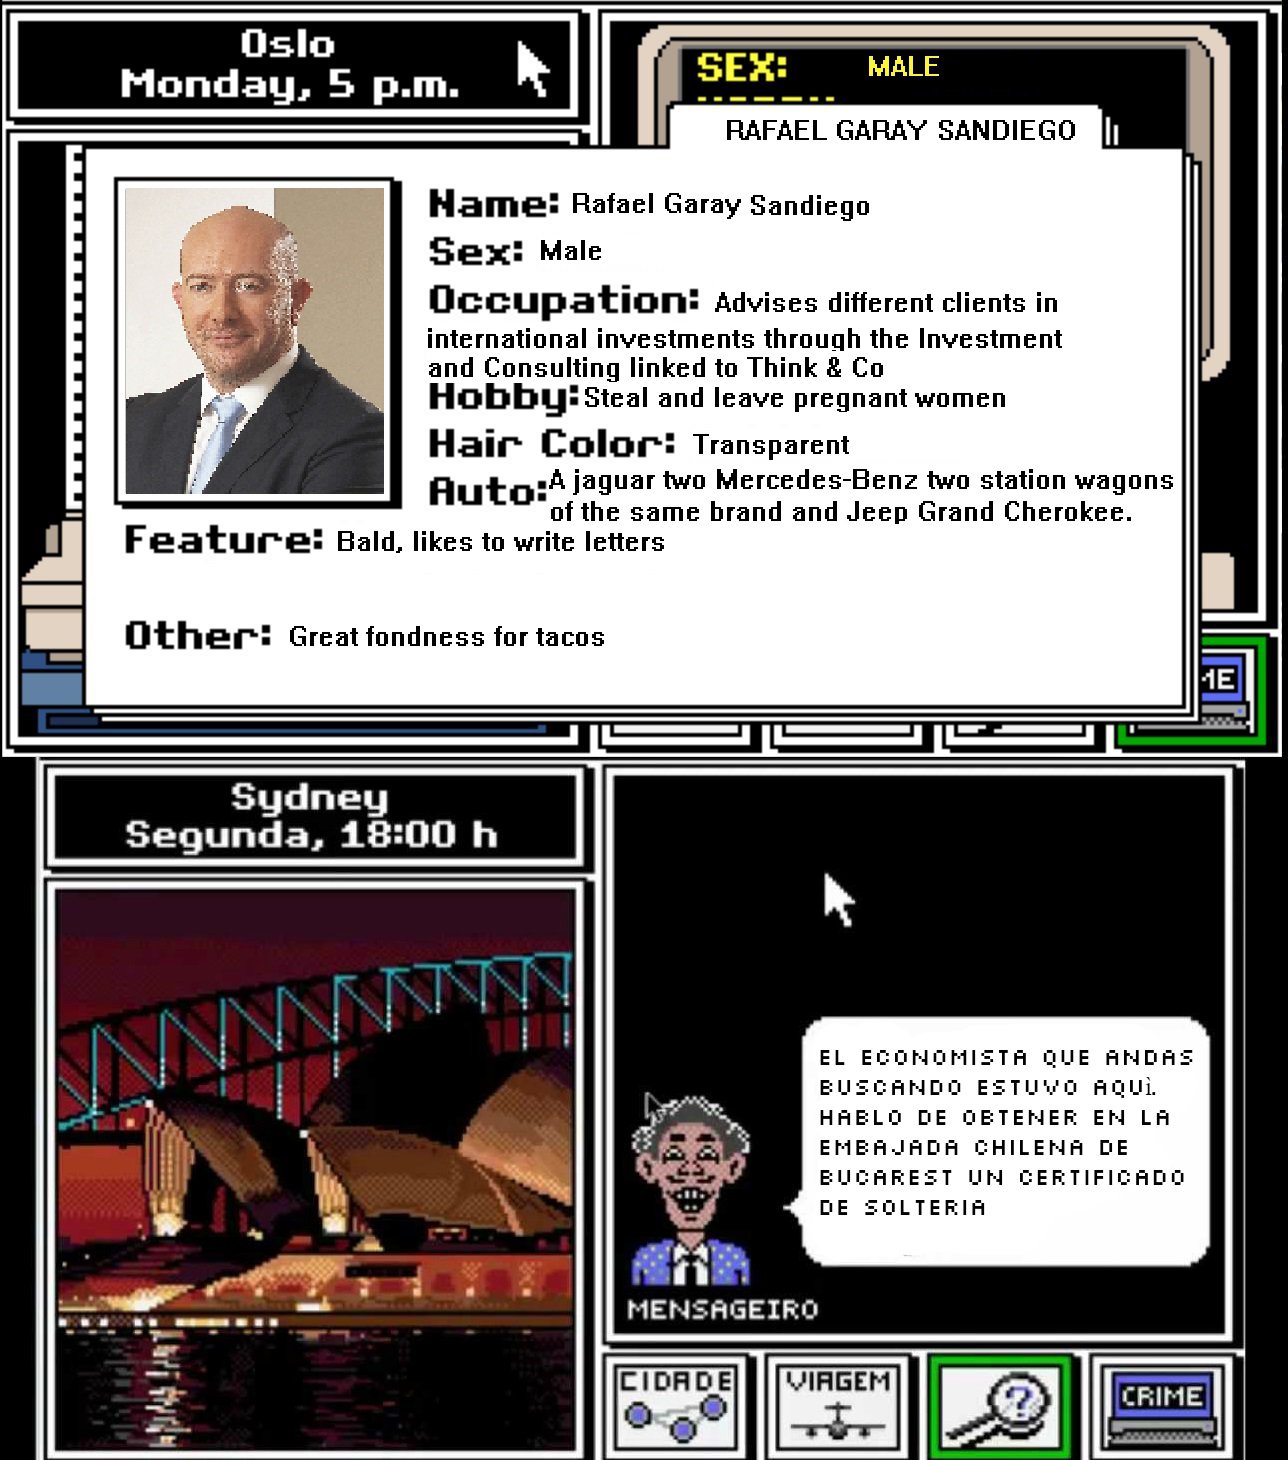 Oslo
Monday, 5 p.m.
SEX: MALE
RAFAEL GARAY SANDIEGO
Name: Rafael Garay Sandiego
Sex: Male
Occupation: Advises different clients in
international investments through the Investment
and Consulting linked to Think & Co
Hobby: Steal and leave pregnant women
Hair Color: Transparent
Auto: A jaguar two Mercedes-Benz two station wagons
of the same brand and Jeep Grand Cherokee.
Feature: Bald, likes to write letters
Other: Great fondness for tacos
Sydney
Segunda, 18:00 h
EL ECONOMISTA QUE ANDAS
BUSCANDO ESTUVO AQUÌ.
HABLO DE OBTENER EN LA
EMBAJADA CHILENA DE
BUCAREST UN CERTIFICADO
DE SOLTERIA
MENSAGEIRO
CIDADE
VIAGEM
?
CRIME